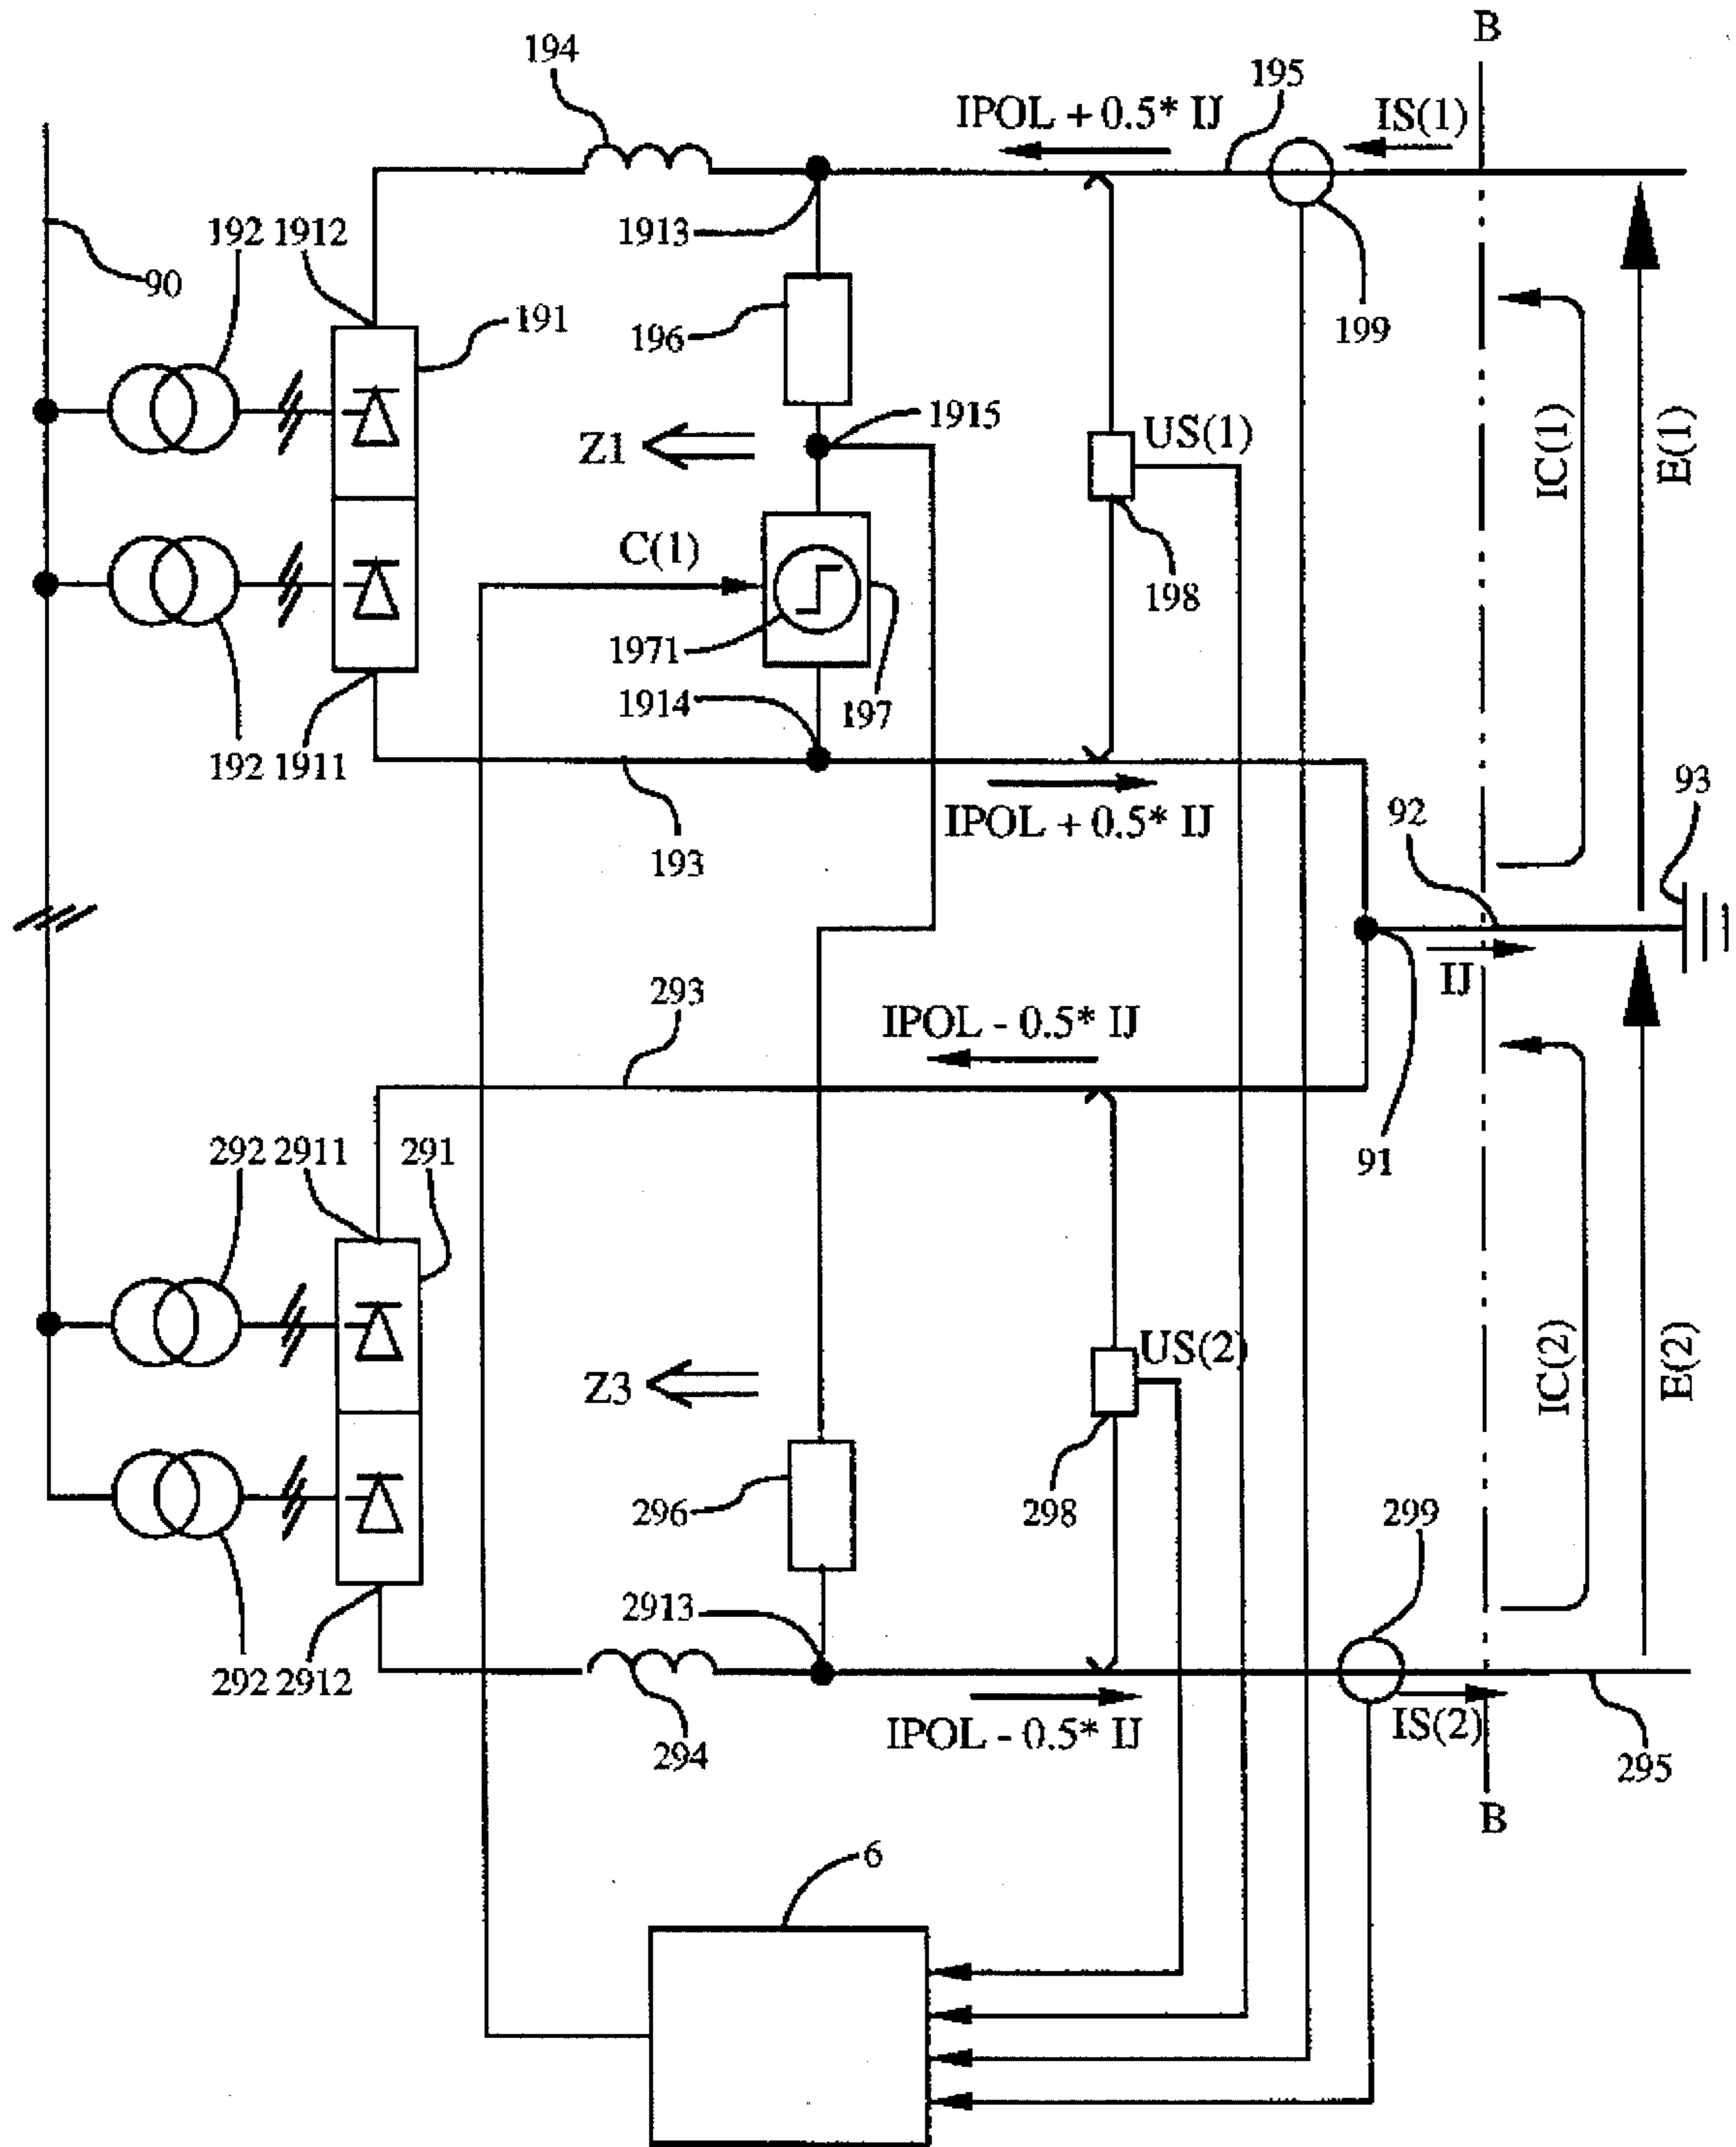 B
194
195
IPOL + 0.5* IJ
IS(1)
192 1912
1913
90
191
196
199
1915
Z1
US(1)
IC(1)
E(1)
C(1)
198
1971
1914
197
192 1911
93
IPOL + 0.5* IJ
92
193
IJ
293
IPOL - 0.5* IJ
292 2911
291
91
US(2)
IC(2)
E(2)
Z3
296
298
299
2913
292 2912
IPOL - 0.5* IJ
IS(2)
294
295
B
6